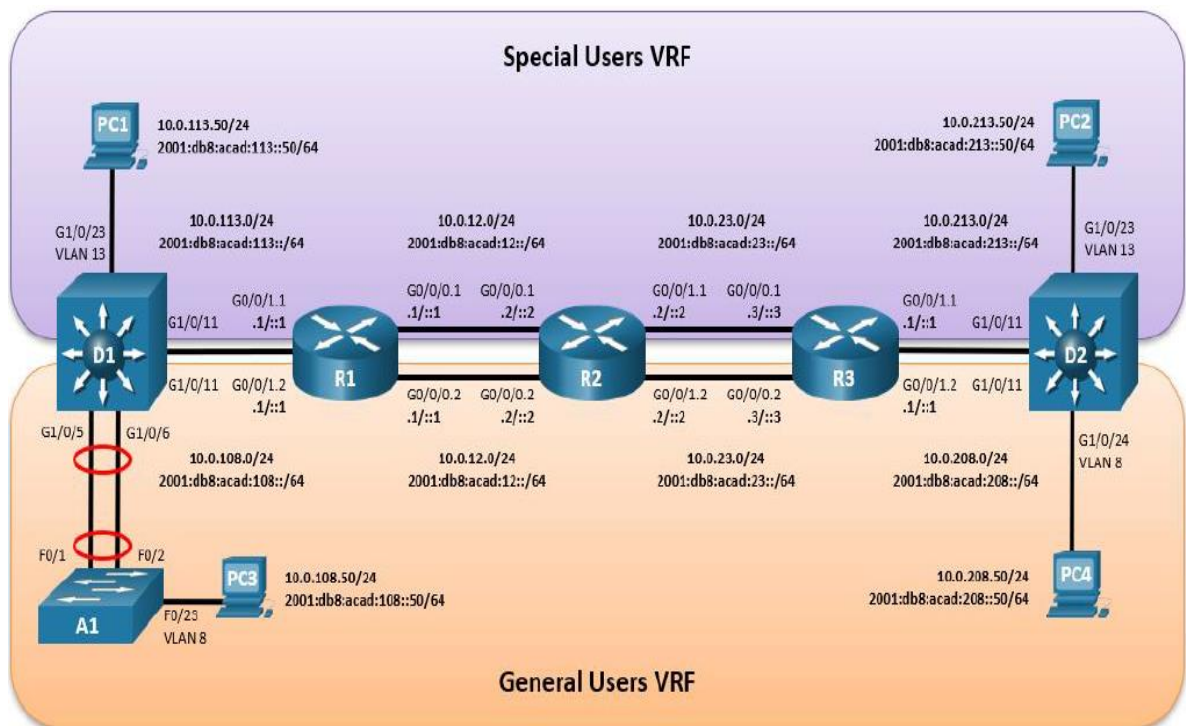 Special Users VRF
PC1
10.0.113.50/24
2001:db8:acad:113::50/64
10.0.213.50/24
2001:db8:acad:213::50/64
PC2
G1/0/23
VLAN 13
10.0.113.0/24
2001:db8:acad:113::/64
10.0.12.0/24
2001:db8:acad:12::/64
10.0.23.0/24
2001:db8:acad:23::/64
10.0.213.0/24
2001:db8:acad:213::/64
G1/0/23
VLAN 13
D1
G1/0/11
G0/0/1.1
.1/::1
R1
G0/0/0.1
.1/::1
G0/0/0.1
.2/::2
R2
G0/0/1.1
.2/::2
G0/0/0.1
.3/::3
R3
G0/0/1.1
.1/::1
G1/0/11
D2
G1/0/11
G0/0/1.2
.1/::1
G0/0/0.2
.1/::1
G0/0/0.2
.2/::2
G0/0/1.2
.2/::2
G0/0/0.2
.3/::3
G0/0/1.2
.1/::1
G1/0/11
G1/0/5
G1/0/6
10.0.108.0/24
2001:db8:acad:108::/64
10.0.12.0/24
2001:db8:acad:12::/64
10.0.23.0/24
2001:db8:acad:23::/64
10.0.208.0/24
2001:db8:acad:208::/64
G1/0/24
VLAN 8
F0/1
F0/2
A1
F0/23
VLAN 8
PC3
10.0.108.50/24
2001:db8:acad:108::50/64
10.0.208.50/24
2001:db8:acad:208::50/64
PC4
General Users VRF